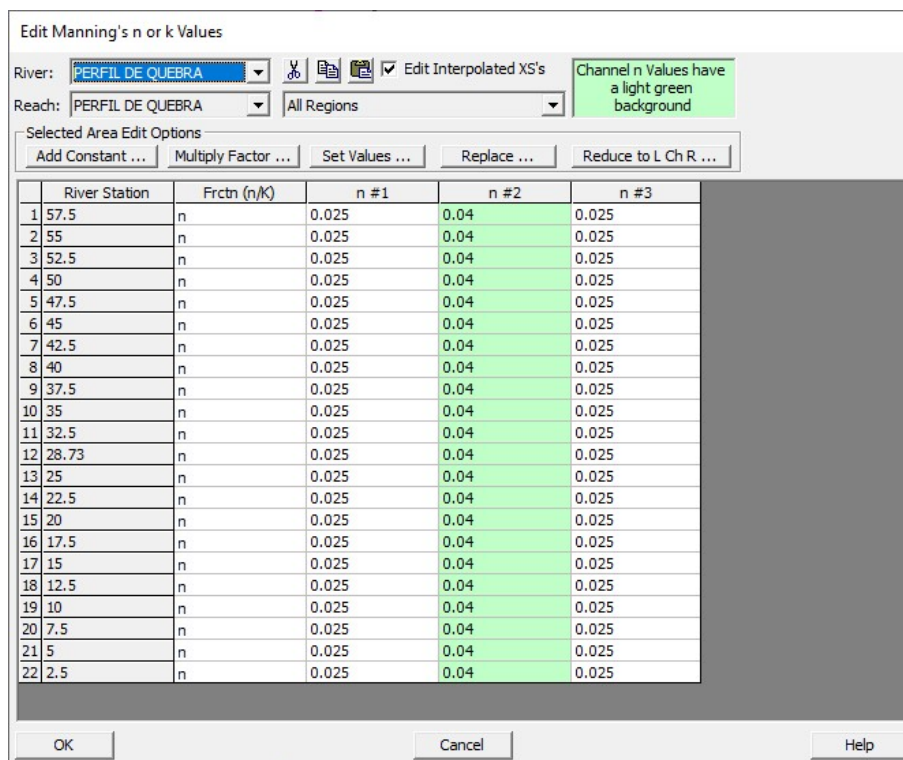 Edit Manning's n or k Values
River: PERFIL DE QUEBRA Edit Interpolated XS's
Reach: PERFIL DE QUEBRA All Regions
Channel n Values have
a light green
background
Selected Area Edit Options
Add Constant ... Multiply Factor ... Set Values ... Replace ... Reduce to L Ch R ...
River Station Frctn (n/K) n #1 n #2 n #3
1 57.5 n 0.025 0.04 0.025
2 55 n 0.025 0.04 0.025
3 52.5 n 0.025 0.04 0.025
4 50 n 0.025 0.04 0.025
5 47.5 n 0.025 0.04 0.025
6 45 n 0.025 0.04 0.025
7 42.5 n 0.025 0.04 0.025
8 40 n 0.025 0.04 0.025
9 37.5 n 0.025 0.04 0.025
10 35 n 0.025 0.04 0.025
11 32.5 n 0.025 0.04 0.025
12 28.73 n 0.025 0.04 0.025
13 25 n 0.025 0.04 0.025
14 22.5 n 0.025 0.04 0.025
15 20 n 0.025 0.04 0.025
16 17.5 n 0.025 0.04 0.025
17 15 n 0.025 0.04 0.025
18 12.5 n 0.025 0.04 0.025
19 10 n 0.025 0.04 0.025
20 7.5 n 0.025 0.04 0.025
21 5 n 0.025 0.04 0.025
22 2.5 n 0.025 0.04 0.025
OK Cancel Help